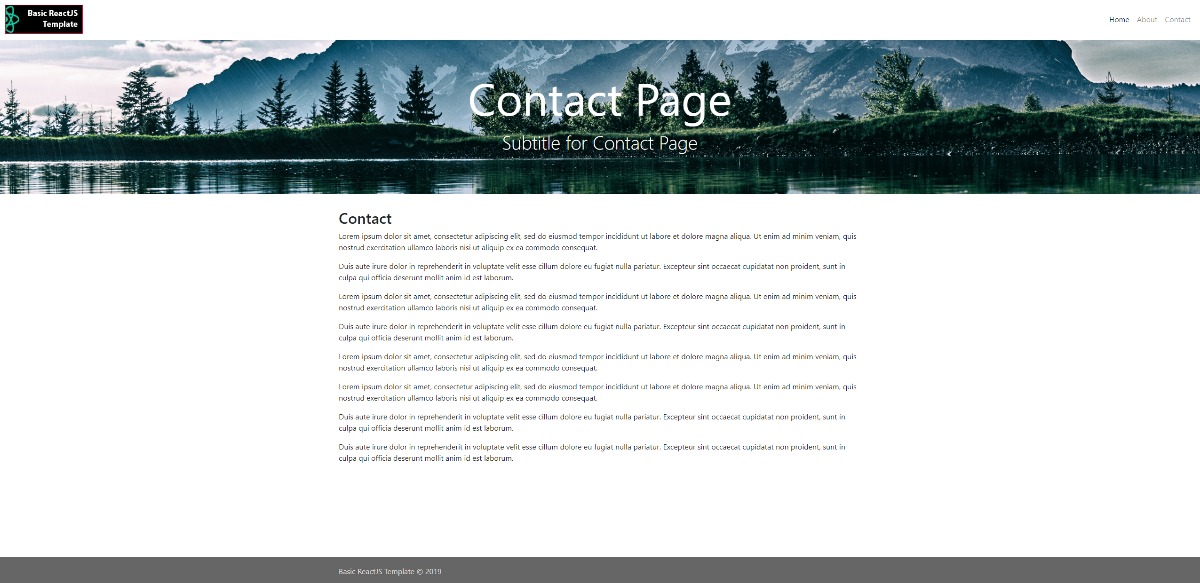 Basic ReactJS
Template
Home About Contact
Contact Page
Subtitle for Contact Page
Contact
Lorem ipsum dolor sit amet, consectetur adipiscing elit, sed do eiusmod tempor incididunt ut labore et dolore magna aliqua. Ut enim ad minim veniam, quis
nostrud exercitation ullamco laboris nisi ut aliquip ex ea commodo consequat.
Duis aute irure dolor in reprehenderit in voluptate velit esse cillum dolore eu fugiat nulla pariatur. Excepteur sint occaecat cupidatat non proident, sunt in
culpa qui officia deserunt mollit anim id est laborum.
Lorem ipsum dolor sit amet, consectetur adipiscing elit, sed do eiusmod tempor incididunt ut labore et dolore magna aliqua. Ut enim ad minim veniam, quis
nostrud exercitation ullamco laboris nisi ut aliquip ex ea commodo consequat.
Duis aute irure dolor in reprehenderit in voluptate velit esse cillum dolore eu fugiat nulla pariatur. Excepteur sint occaecat cupidatat non proident, sunt in
culpa qui officia deserunt mollit anim id est laborum.
Lorem ipsum dolor sit amet, consectetur adipiscing elit, sed do eiusmod tempor incididunt ut labore et dolore magna aliqua. Ut enim ad minim veniam, quis
nostrud exercitation ullamco laboris nisi ut aliquip ex ea commodo consequat.
Lorem ipsum dolor sit amet, consectetur adipiscing elit, sed do eiusmod tempor incididunt ut labore et dolore magna aliqua. Ut enim ad minim veniam, quis
nostrud exercitation ullamco laboris nisi ut aliquip ex ea commodo consequat.
Duis aute irure dolor in reprehenderit in voluptate velit esse cillum dolore eu fugiat nulla pariatur. Excepteur sint occaecat cupidatat non proident, sunt in
culpa qui officia deserunt mollit anim id est laborum.
Duis aute irure dolor in reprehenderit in voluptate velit esse cillum dolore eu fugiat nulla pariatur. Excepteur sint occaecat cupidatat non proident, sunt in
culpa qui officia deserunt mollit anim id est laborum.
Basic ReactJS Template © 2019